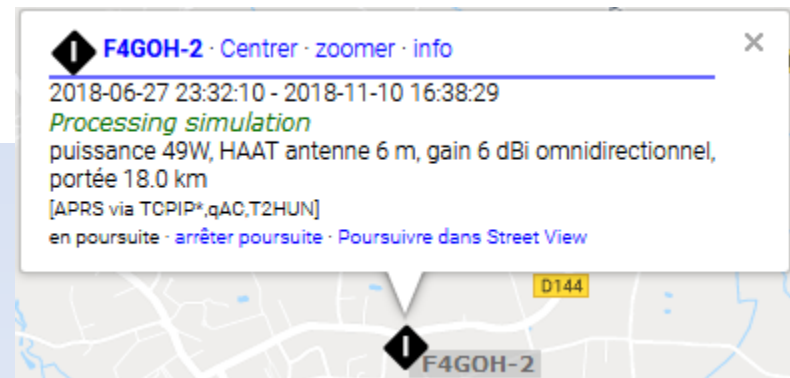 I F4GOH-2 · Centrer · zoomer · info ×
2018-06-27 23:32:10 - 2018-11-10 16:38:29
Processing simulation
puissance 49W, HAAT antenne 6 m, gain 6 dBi omnidirectionnel,
portée 18.0 km
[APRS via TCPIP*,qAC,T2HUN]
en poursuite · arrêter poursuite · Poursuivre dans Street View
D144
I
F4GOH-2